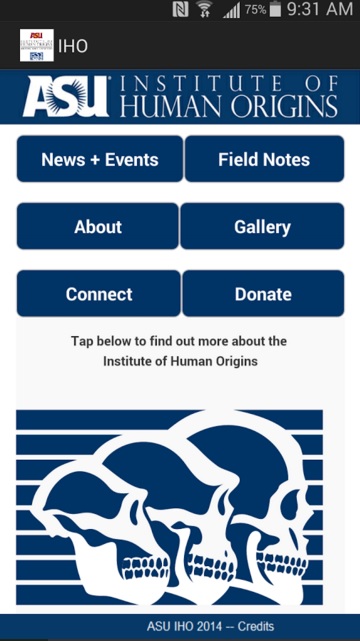 75% 9:31 AM
IHO
ASU INSTITUTE OF
HUMAN ORIGINS
News + Events
Field Notes
About
Gallery
Connect
Donate
Tap below to find out more about the
Institute of Human Origins
ASU IHO 2014 -- Credits